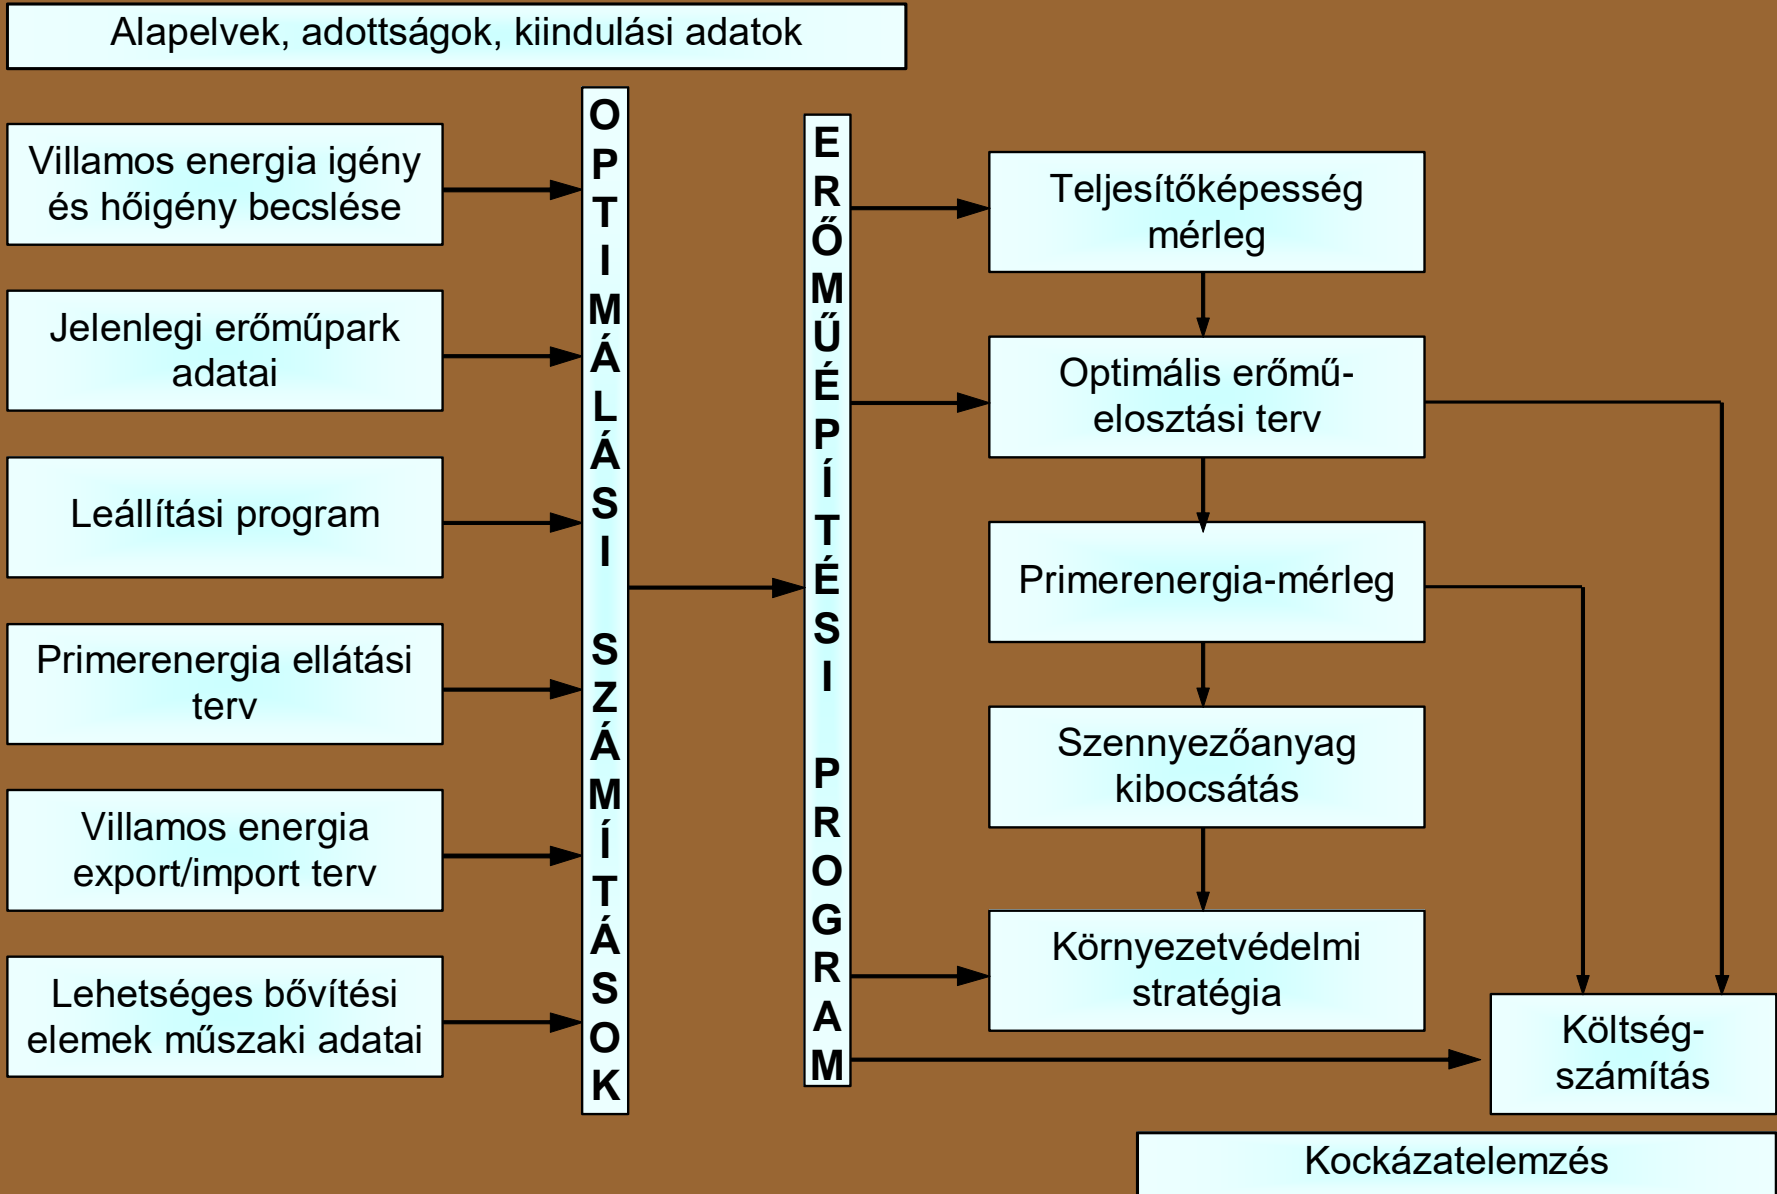 Alapelvek, adottságok, kiindulási adatok
Villamos energia igény
és hőigény becslése
Jelenlegi erőműpark
adatai
Leállítási program
Primerenergia ellátási
terv
Villamos energia
export/import terv
Lehetséges bővítési
elemek műszaki adatai
OPTIMÁLÁSI SZÁMÍTÁSOK
ERŐMŰÉPÍTÉSI PROGRAM
Teljesítőképesség
mérleg
Optimális erőmű-
elosztási terv
Primerenergia-mérleg
Szennyezőanyag
kibocsátás
Környezetvédelmi
stratégia
Költség-
számítás
Kockázatelemzés